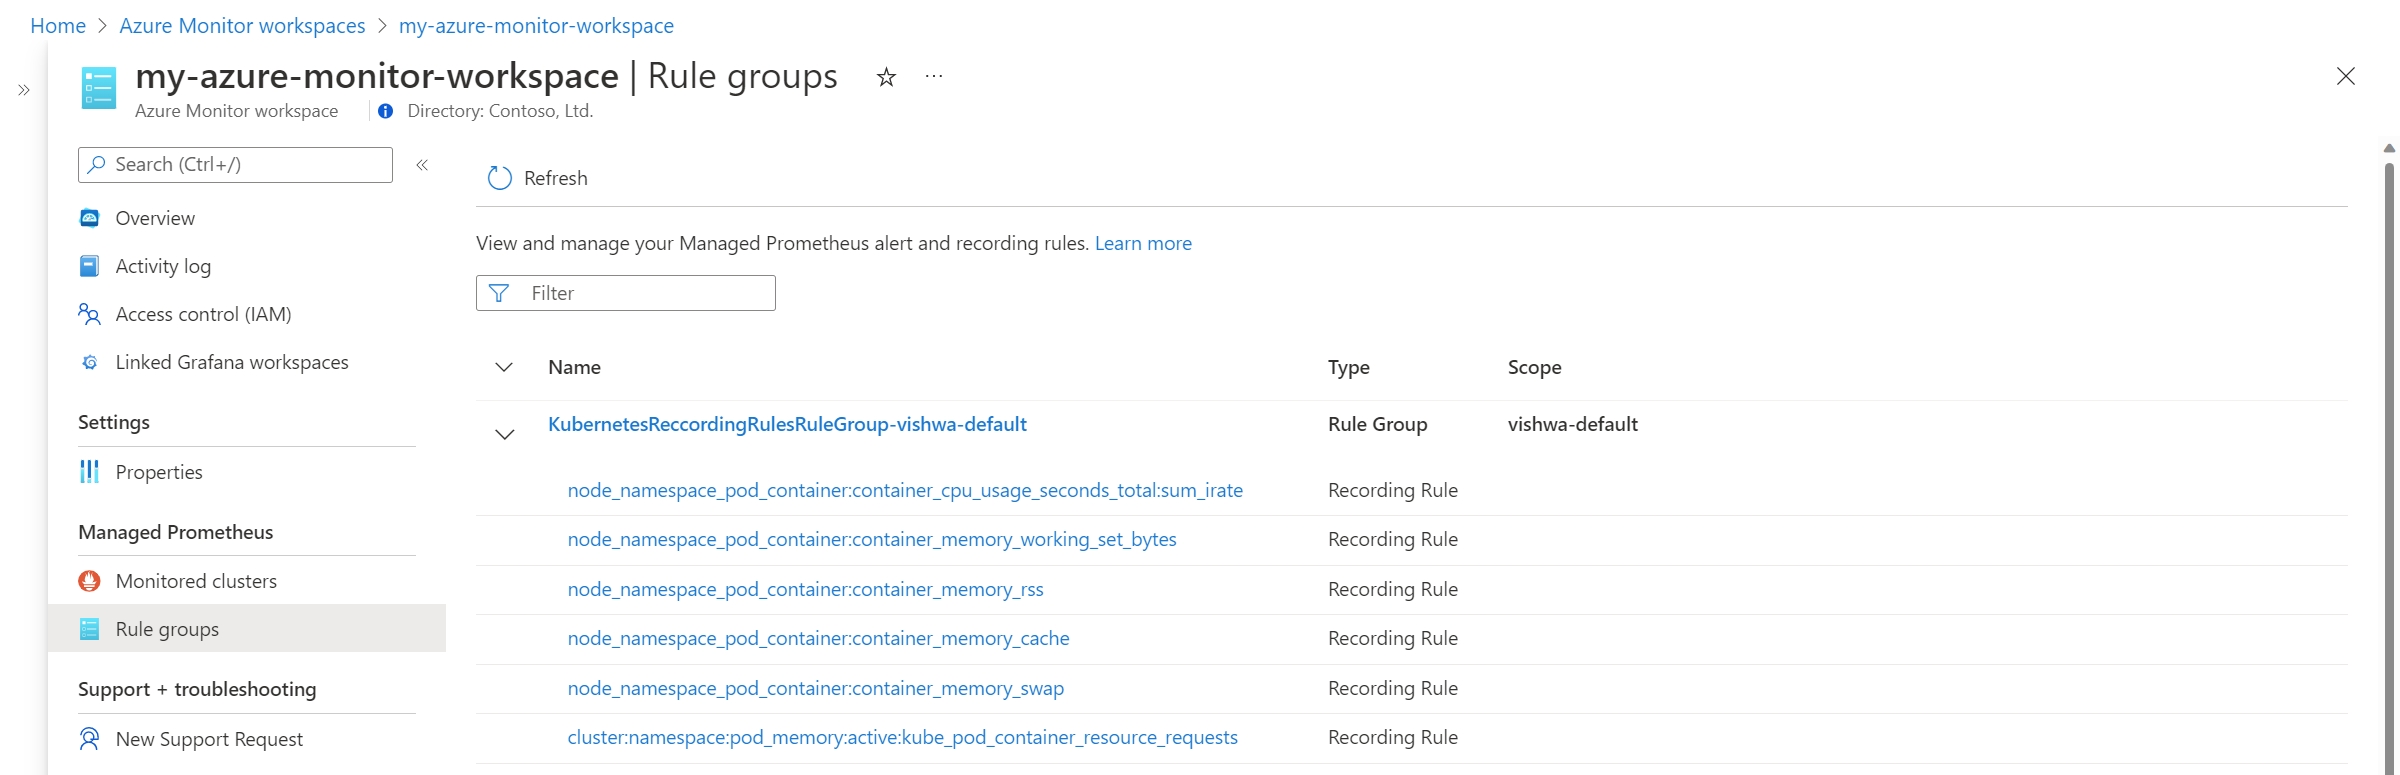 Home > Azure Monitor workspaces > my-azure-monitor-workspace
my-azure-monitor-workspace | Rule groups
Azure Monitor workspace
Directory: Contoso, Ltd.
Search (Ctrl+/)
Overview
Activity log
Access control (IAM)
Linked Grafana workspaces
Settings
Properties
Managed Prometheus
Monitored clusters
Rule groups
Support + troubleshooting
New Support Request
Refresh
View and manage your Managed Prometheus alert and recording rules. Learn more
Filter
Name Type Scope
KubernetesReccordingRulesRuleGroup-vishwa-default Rule Group vishwa-default
node_namespace_pod_container:container_cpu_usage_seconds_total:sum_irate Recording Rule
node_namespace_pod_container:container_memory_working_set_bytes Recording Rule
node_namespace_pod_container:container_memory_rss Recording Rule
node_namespace_pod_container:container_memory_cache Recording Rule
node_namespace_pod_container:container_memory_swap Recording Rule
cluster:namespace:pod_memory:active:kube_pod_container_resource_requests Recording Rule